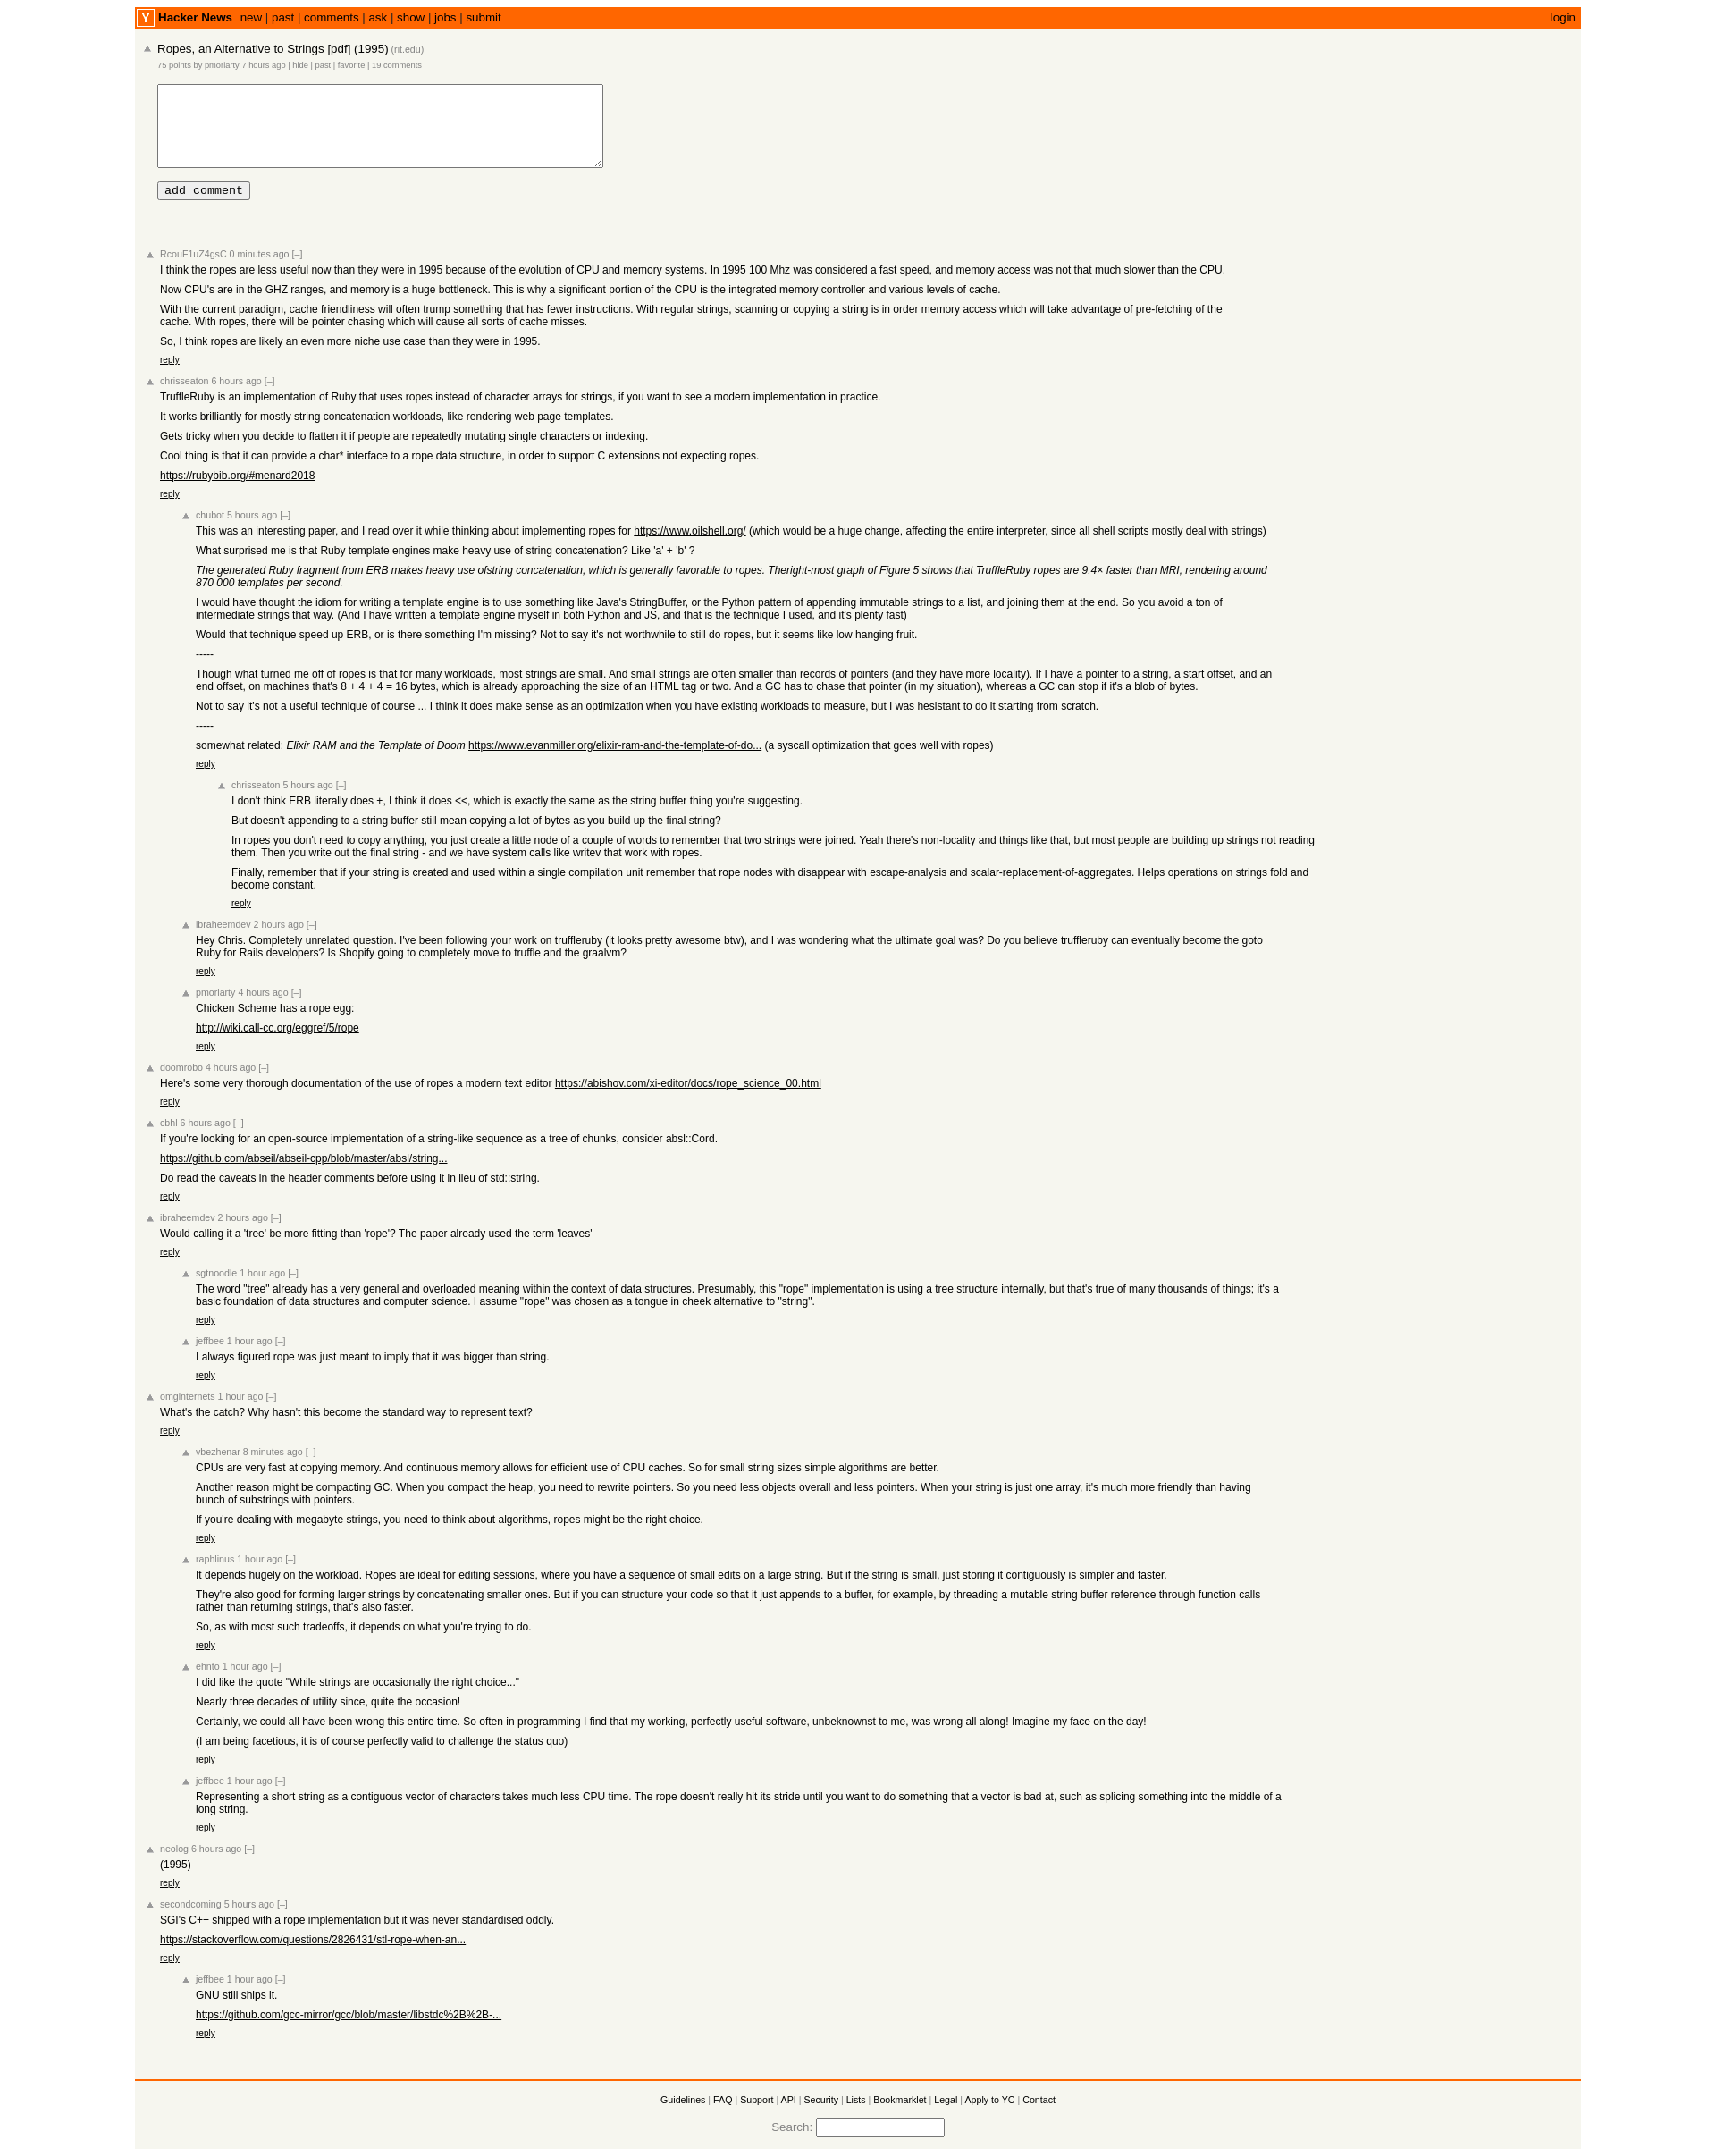 Y Hacker News new | past | comments | ask | show | jobs | submit login
Ropes, an Alternative to Strings [pdf] (1995) (rit.edu)
75 points by pmoriarty 7 hours ago | hide | past | favorite | 19 comments
add comment
RcouF1uZ4gsC 0 minutes ago [–]
I think the ropes are less useful now than they were in 1995 because of the evolution of CPU and memory systems. In 1995 100 Mhz was considered a fast speed, and memory access was not that much slower than the CPU.
Now CPU's are in the GHZ ranges, and memory is a huge bottleneck. This is why a significant portion of the CPU is the integrated memory controller and various levels of cache.
With the current paradigm, cache friendliness will often trump something that has fewer instructions. With regular strings, scanning or copying a string is in order memory access which will take advantage of pre-fetching of the
cache. With ropes, there will be pointer chasing which will cause all sorts of cache misses.
So, I think ropes are likely an even more niche use case than they were in 1995.
reply
chrisseaton 6 hours ago [–]
TruffleRuby is an implementation of Ruby that uses ropes instead of character arrays for strings, if you want to see a modern implementation in practice.
It works brilliantly for mostly string concatenation workloads, like rendering web page templates.
Gets tricky when you decide to flatten it if people are repeatedly mutating single characters or indexing.
Cool thing is that it can provide a char* interface to a rope data structure, in order to support C extensions not expecting ropes.
https://rubybib.org/#menard2018
reply
chubot 5 hours ago [–]
This was an interesting paper, and I read over it while thinking about implementing ropes for https://www.oilshell.org/ (which would be a huge change, affecting the entire interpreter, since all shell scripts mostly deal with strings)
What surprised me is that Ruby template engines make heavy use of string concatenation? Like 'a' + 'b' ?
The generated Ruby fragment from ERB makes heavy use ofstring concatenation, which is generally favorable to ropes. Theright-most graph of Figure 5 shows that TruffleRuby ropes are 9.4× faster than MRI, rendering around
870 000 templates per second.
I would have thought the idiom for writing a template engine is to use something like Java's StringBuffer, or the Python pattern of appending immutable strings to a list, and joining them at the end. So you avoid a ton of
intermediate strings that way. (And I have written a template engine myself in both Python and JS, and that is the technique I used, and it's plenty fast)
Would that technique speed up ERB, or is there something I'm missing? Not to say it's not worthwhile to still do ropes, but it seems like low hanging fruit.
-----
Though what turned me off of ropes is that for many workloads, most strings are small. And small strings are often smaller than records of pointers (and they have more locality). If I have a pointer to a string, a start offset, and an
end offset, on machines that's 8 + 4 + 4 = 16 bytes, which is already approaching the size of an HTML tag or two. And a GC has to chase that pointer (in my situation), whereas a GC can stop if it's a blob of bytes.
Not to say it's not a useful technique of course ... I think it does make sense as an optimization when you have existing workloads to measure, but I was hesistant to do it starting from scratch.
-----
somewhat related: Elixir RAM and the Template of Doom https://www.evanmiller.org/elixir-ram-and-the-template-of-do... (a syscall optimization that goes well with ropes)
reply
chrisseaton 5 hours ago [–]
I don't think ERB literally does +, I think it does <<, which is exactly the same as the string buffer thing you're suggesting.
But doesn't appending to a string buffer still mean copying a lot of bytes as you build up the final string?
In ropes you don't need to copy anything, you just create a little node of a couple of words to remember that two strings were joined. Yeah there's non-locality and things like that, but most people are building up strings not reading
them. Then you write out the final string - and we have system calls like writev that work with ropes.
Finally, remember that if your string is created and used within a single compilation unit remember that rope nodes with disappear with escape-analysis and scalar-replacement-of-aggregates. Helps operations on strings fold and
become constant.
reply
ibraheemdev 2 hours ago [–]
Hey Chris. Completely unrelated question. I've been following your work on truffleruby (it looks pretty awesome btw), and I was wondering what the ultimate goal was? Do you believe truffleruby can eventually become the goto
Ruby for Rails developers? Is Shopify going to completely move to truffle and the graalvm?
reply
pmoriarty 4 hours ago [–]
Chicken Scheme has a rope egg:
http://wiki.call-cc.org/eggref/5/rope
reply
doomrobo 4 hours ago [–]
Here's some very thorough documentation of the use of ropes a modern text editor https://abishov.com/xi-editor/docs/rope_science_00.html
reply
cbhl 6 hours ago [–]
If you're looking for an open-source implementation of a string-like sequence as a tree of chunks, consider absl::Cord.
https://github.com/abseil/abseil-cpp/blob/master/absl/string...
Do read the caveats in the header comments before using it in lieu of std::string.
reply
ibraheemdev 2 hours ago [–]
Would calling it a 'tree' be more fitting than 'rope'? The paper already used the term 'leaves'
reply
sgtnoodle 1 hour ago [–]
The word "tree" already has a very general and overloaded meaning within the context of data structures. Presumably, this "rope" implementation is using a tree structure internally, but that's true of many thousands of things; it's a
basic foundation of data structures and computer science. I assume "rope" was chosen as a tongue in cheek alternative to "string".
reply
jeffbee 1 hour ago [–]
I always figured rope was just meant to imply that it was bigger than string.
reply
omginternets 1 hour ago [–]
What's the catch? Why hasn't this become the standard way to represent text?
reply
vbezhenar 8 minutes ago [–]
CPUs are very fast at copying memory. And continuous memory allows for efficient use of CPU caches. So for small string sizes simple algorithms are better.
Another reason might be compacting GC. When you compact the heap, you need to rewrite pointers. So you need less objects overall and less pointers. When your string is just one array, it's much more friendly than having
bunch of substrings with pointers.
If you're dealing with megabyte strings, you need to think about algorithms, ropes might be the right choice.
reply
raphlinus 1 hour ago [–]
It depends hugely on the workload. Ropes are ideal for editing sessions, where you have a sequence of small edits on a large string. But if the string is small, just storing it contiguously is simpler and faster.
They're also good for forming larger strings by concatenating smaller ones. But if you can structure your code so that it just appends to a buffer, for example, by threading a mutable string buffer reference through function calls
rather than returning strings, that's also faster.
So, as with most such tradeoffs, it depends on what you're trying to do.
reply
ehnto 1 hour ago [–]
I did like the quote "While strings are occasionally the right choice..."
Nearly three decades of utility since, quite the occasion!
Certainly, we could all have been wrong this entire time. So often in programming I find that my working, perfectly useful software, unbeknownst to me, was wrong all along! Imagine my face on the day!
(I am being facetious, it is of course perfectly valid to challenge the status quo)
reply
jeffbee 1 hour ago [–]
Representing a short string as a contiguous vector of characters takes much less CPU time. The rope doesn't really hit its stride until you want to do something that a vector is bad at, such as splicing something into the middle of a
long string.
reply
neolog 6 hours ago [–]
(1995)
reply
secondcoming 5 hours ago [–]
SGI's C++ shipped with a rope implementation but it was never standardised oddly.
https://stackoverflow.com/questions/2826431/stl-rope-when-an...
reply
jeffbee 1 hour ago [–]
GNU still ships it.
https://github.com/gcc-mirror/gcc/blob/master/libstdc%2B%2B-...
reply
Guidelines | FAQ | Support | API | Security | Lists | Bookmarklet | Legal | Apply to YC | Contact
Search: